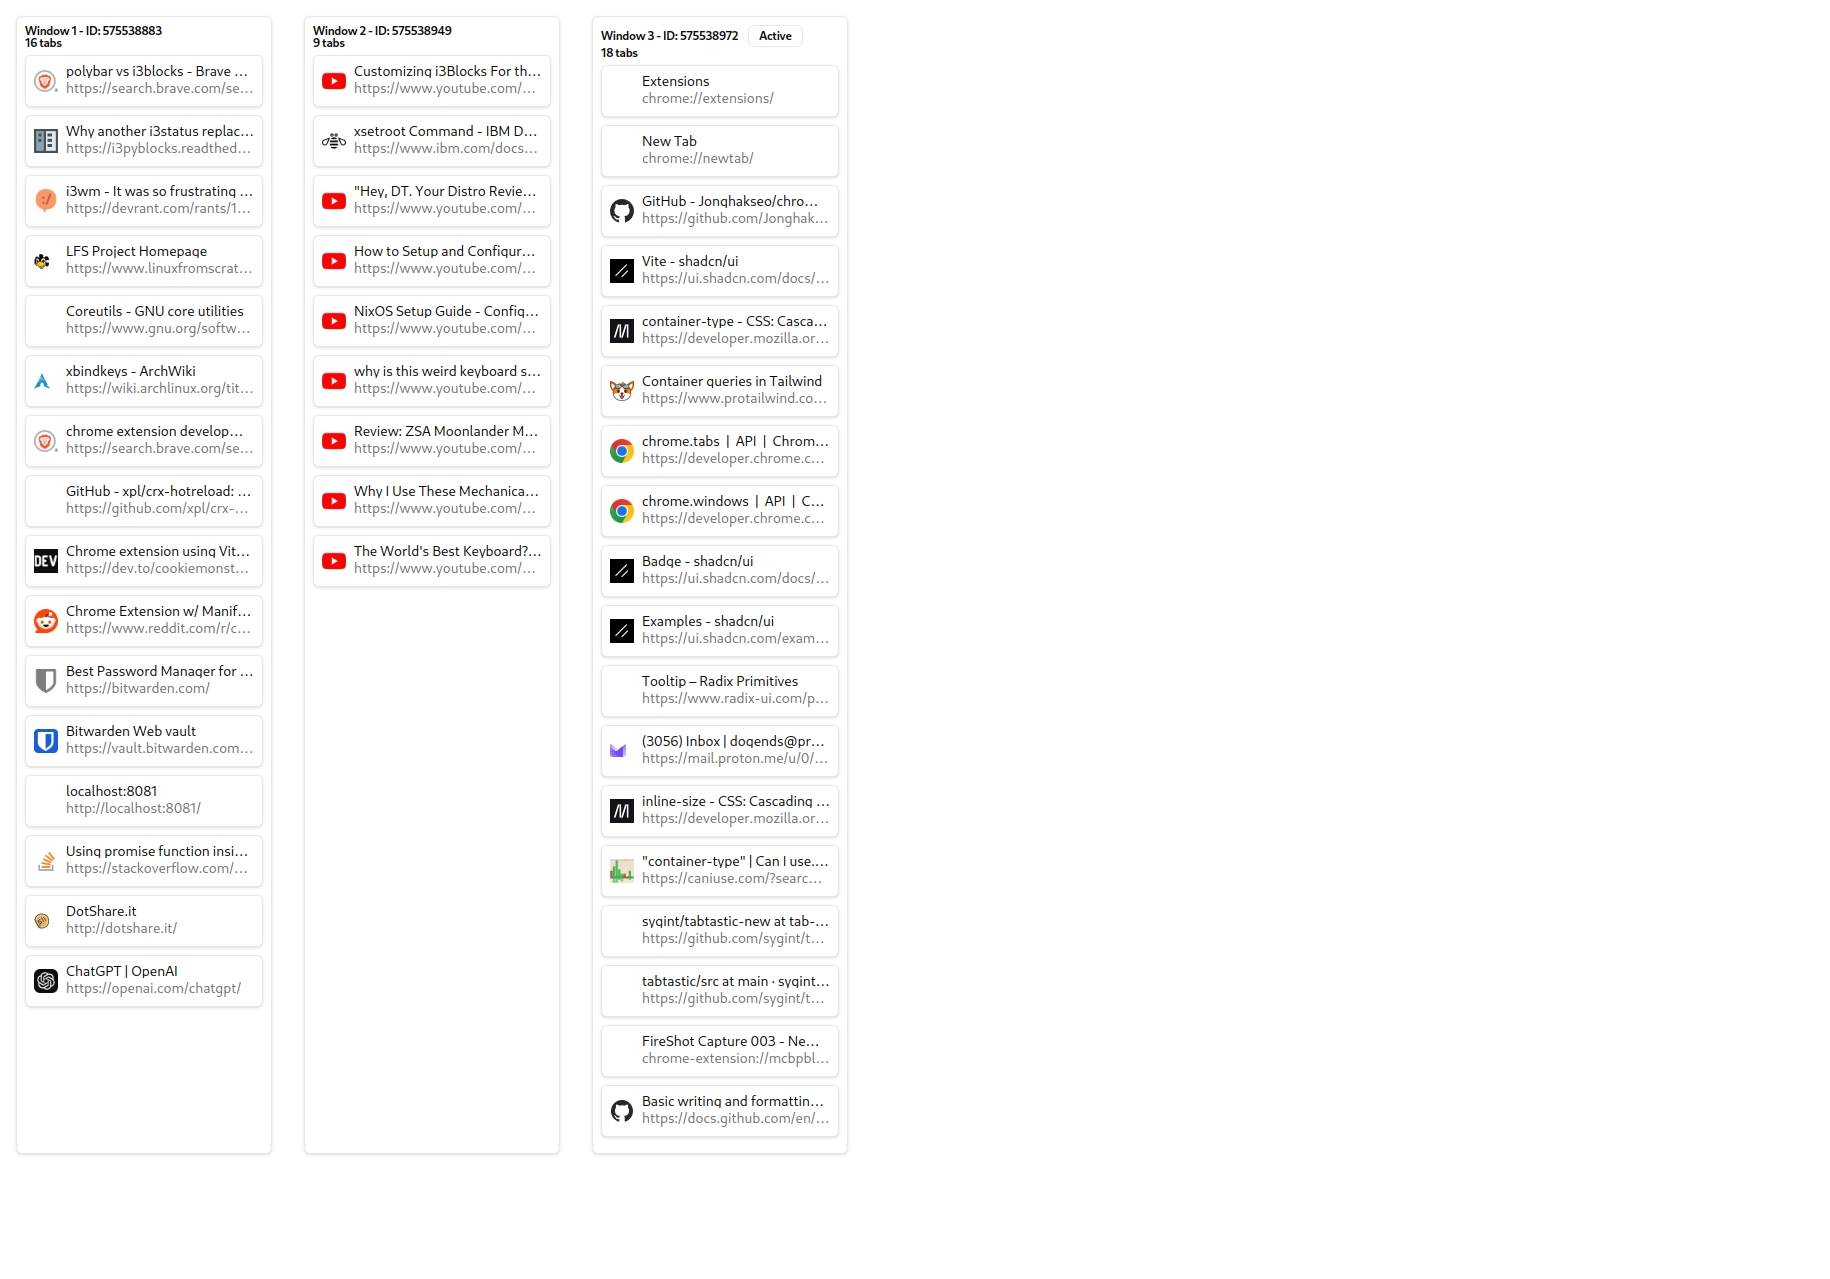 Window 1 - ID: 575538883
16 tabs
polybar vs i3blocks - Brave ...
https://search.brave.com/se...
Why another i3status replac...
https://i3pyblocks.readthed...
i3wm - It was so frustrating ...
https://devrant.com/rants/1...
LFS Project Homepage
https://www.linuxfromscrat...
Coreutils - GNU core utilities
https://www.gnu.org/softw...
xbindkeys - ArchWiki
https://wiki.archlinux.org/tit...
chrome extension develop...
https://search.brave.com/se...
GitHub - xpl/crx-hotreload: ...
https://github.com/xpl/crx-...
DEV
Chrome extension using Vit...
https://dev.to/cookiemonst...
Chrome Extension w/ Manif...
https://www.reddit.com/r/c...
Best Password Manager for ...
https://bitwarden.com/
Bitwarden Web vault
https://vault.bitwarden.com...
localhost:8081
http://localhost:8081/
Using promise function insi...
https://stackoverflow.com/...
DotShare.it
http://dotshare.it/
ChatGPT | OpenAI
https://openai.com/chatgpt/
Window 2 - ID: 575538949
9 tabs
Customizing i3Blocks For th...
https://www.youtube.com/...
xsetroot Command - IBM D...
https://www.ibm.com/docs...
"Hey, DT. Your Distro Revie...
https://www.youtube.com/...
How to Setup and Configur...
https://www.youtube.com/...
NixOS Setup Guide - Config...
https://www.youtube.com/...
why is this weird keyboard s...
https://www.youtube.com/...
Review: ZSA Moonlander M...
https://www.youtube.com/...
Why I Use These Mechanica...
https://www.youtube.com/...
The World's Best Keyboard?...
https://www.youtube.com/...
Window 3 - ID: 575538972 Active
18 tabs
Extensions
chrome://extensions/
New Tab
chrome://newtab/
GitHub - Jonghakseo/chro...
https://github.com/Jonghak...
Vite - shadcn/ui
https://ui.shadcn.com/docs/...
container-type - CSS: Casca...
https://developer.mozilla.or...
Container queries in Tailwind
https://www.protailwind.co...
chrome.tabs | API | Chrom...
https://developer.chrome.c...
chrome.windows | API | C...
https://developer.chrome.c...
Badge - shadcn/ui
https://ui.shadcn.com/docs/...
Examples - shadcn/ui
https://ui.shadcn.com/exam...
Tooltip – Radix Primitives
https://www.radix-ui.com/p...
(3056) Inbox | dogends@pr...
https://mail.proton.me/u/0/...
inline-size - CSS: Cascading ...
https://developer.mozilla.or...
"container-type" | Can I use....
https://caniuse.com/?searc...
sygint/tabtastic-new at tab-...
https://github.com/sygint/t...
tabtastic/src at main · sygint...
https://github.com/sygint/t...
FireShot Capture 003 - Ne...
chrome-extension://mcbpbl...
Basic writing and formattin...
https://docs.github.com/en/...